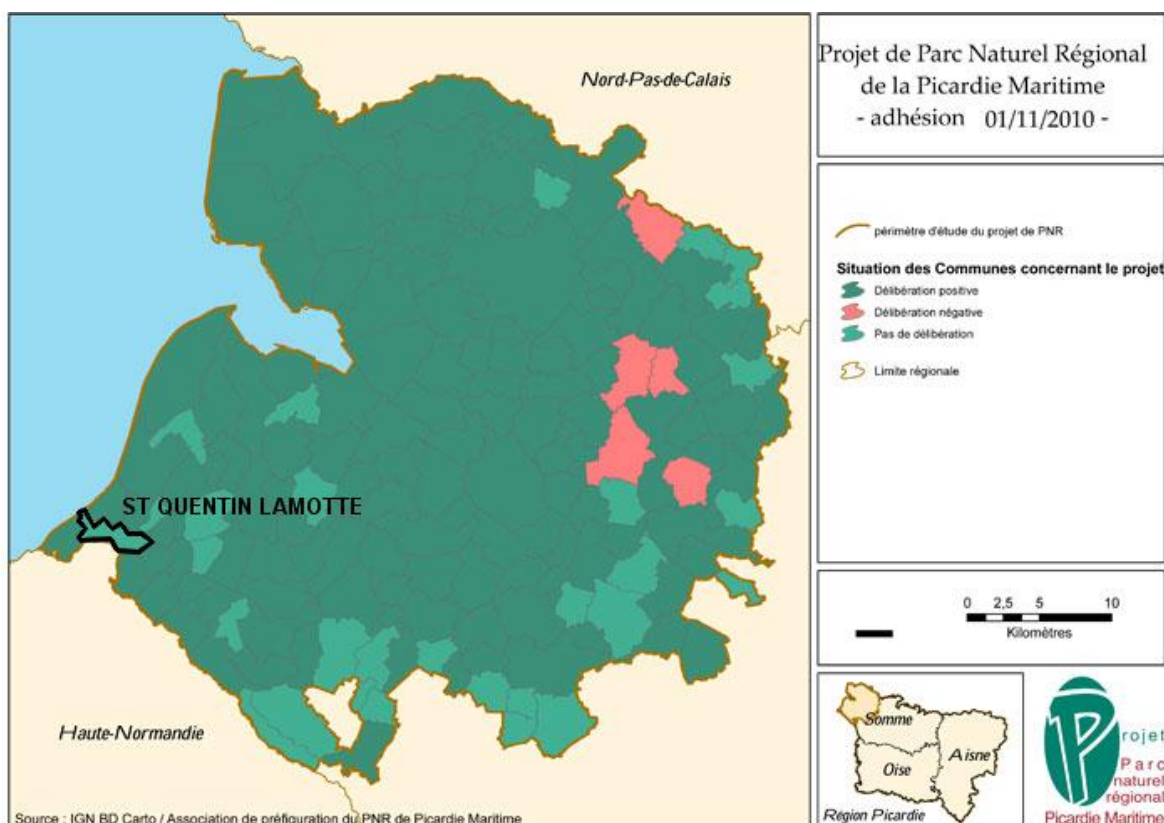 Nord-Pas-de-Calais
ST QUENTIN LAMOTTE
Haute-Normandie
Source : IGN BD Carto / Association de préfiguration du PNR de Picardie Maritime
Projet de Parc Naturel Régional
de la Picardie Maritime
- adhésion 01/11/2010 -
périmètre d'étude du projet de PNR
Situation des Communes concernant le projet
Délibération positive
Délibération négative
Pas de délibération
Limite régionale
0 2,5 5 10
Kilomètres
Somme
Aisne
Oise
Région Picardie
Projet
Parc
naturel
régional
Picardie Maritime